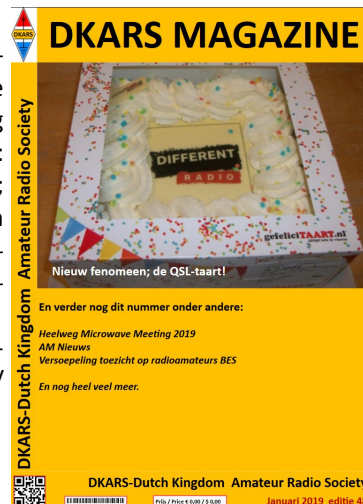 DKARS
DKARS MAGAZINE
DKARS-Dutch Kingdom Amateur Radio Society
DIFFERENT
RADIO
gefeliciTAART.nl
Nieuw fenomeen; de QSL-taart!
En verder nog dit nummer onder andere:
Heelweg Microwave Meeting 2019
AM Nieuws
Versoepeling toezicht op radioamateurs BES
En nog heel veel meer.
DKARS-Dutch Kingdom Amateur Radio Society
Prijs / Price € 0,00 / $ 0,00
Januari 2019 editie 48